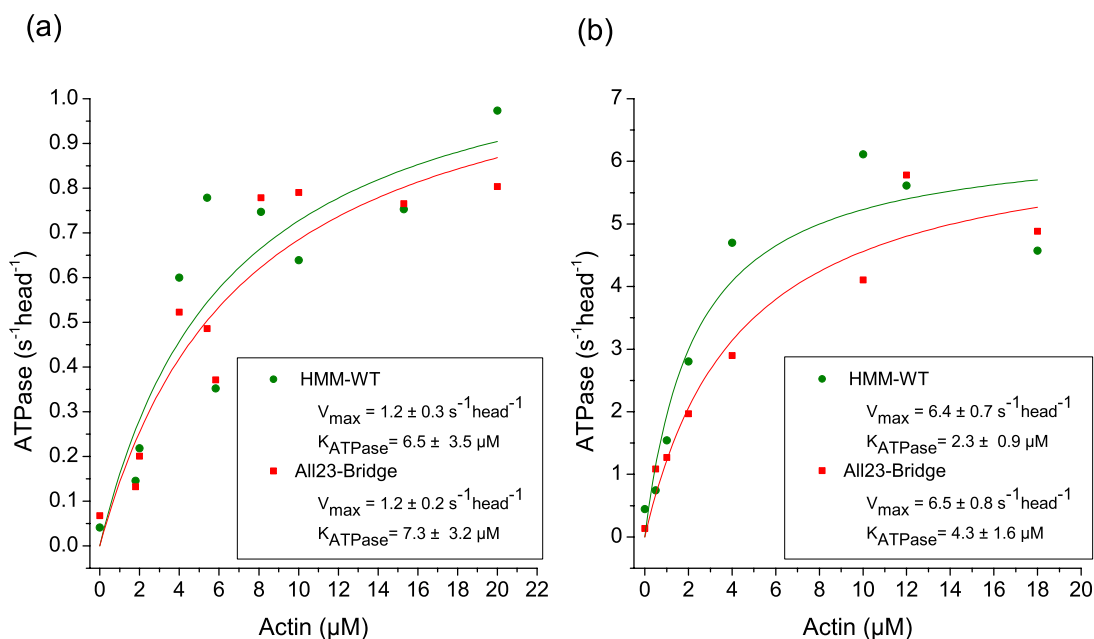 (a)
ATPase (s⁻¹head⁻¹)
1.0
0.9
0.8
0.7
0.6
0.5
0.4
0.3
0.2
0.1
0.0
HMM-WT
Vmax = 1.2 ± 0.3 s⁻¹head⁻¹
KATPase= 6.5 ± 3.5 µM
All23-Bridge
Vmax = 1.2 ± 0.2 s⁻¹head⁻¹
KATPase= 7.3 ± 3.2 µM
0 2 4 6 8 10 12 14 16 18 20 22
Actin (µM)
(b)
ATPase (s⁻¹head⁻¹)
7
6
5
4
3
2
1
0
HMM-WT
Vmax = 6.4 ± 0.7 s⁻¹head⁻¹
KATPase= 2.3 ± 0.9 µM
All23-Bridge
Vmax = 6.5 ± 0.8 s⁻¹head⁻¹
KATPase= 4.3 ± 1.6 µM
0 2 4 6 8 10 12 14 16 18 20
Actin (µM)